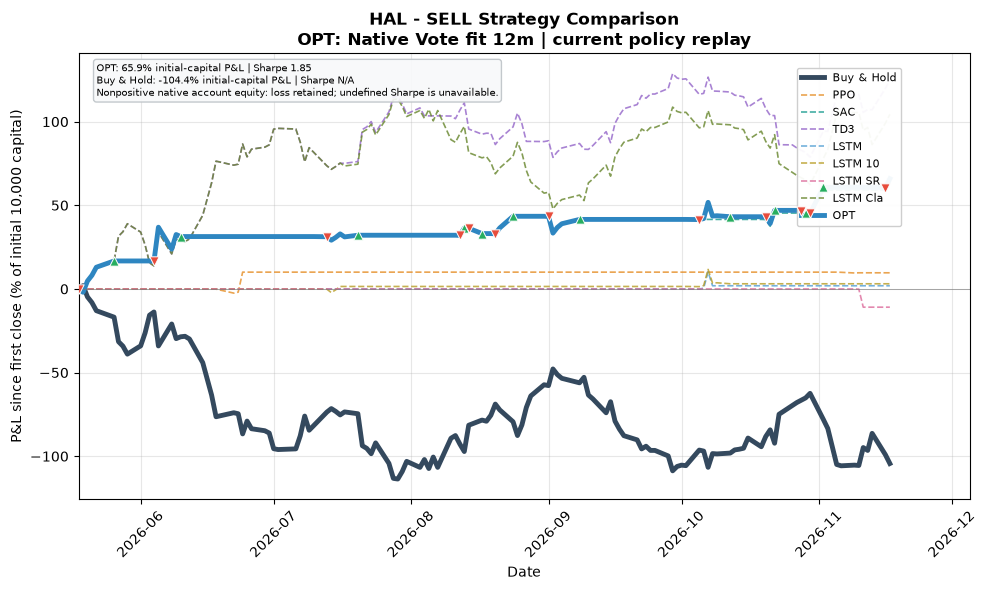 HAL - SELL Strategy Comparison
OPT: Native Vote fit 12m | current policy replay
OPT: 65.9% initial-capital P&L | Sharpe 1.85
Buy & Hold: -104.4% initial-capital P&L | Sharpe N/A
Nonpositive native account equity: loss retained; undefined Sharpe is unavailable.
Buy & Hold
PPO
SAC
TD3
LSTM
LSTM 10
LSTM SR
LSTM Cla
OPT
P&L since first close (% of initial 10,000 capital)
100
50
0
−50
−100
2026-06
2026-07
2026-08
2026-09
2026-10
2026-11
2026-12
Date